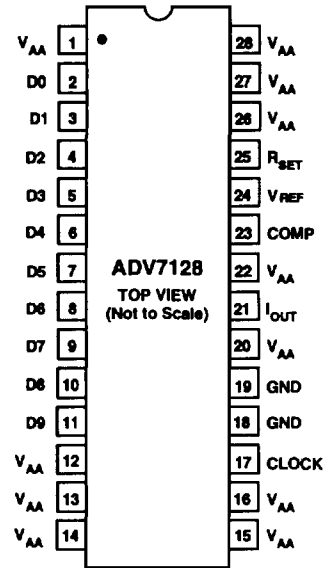 V_AA 1 28 V_AA
D0 2 27 V_AA
D1 3 26 V_AA
D2 4 25 R_SET
D3 5 24 V_REF
D4 6 23 COMP
D5 7 ADV7128 22 V_AA
TOP VIEW
D6 8 (Not to Scale) 21 I_OUT
D7 9 20 V_AA
D8 10 19 GND
D9 11 18 GND
V_AA 12 17 CLOCK
V_AA 13 16 V_AA
V_AA 14 15 V_AA